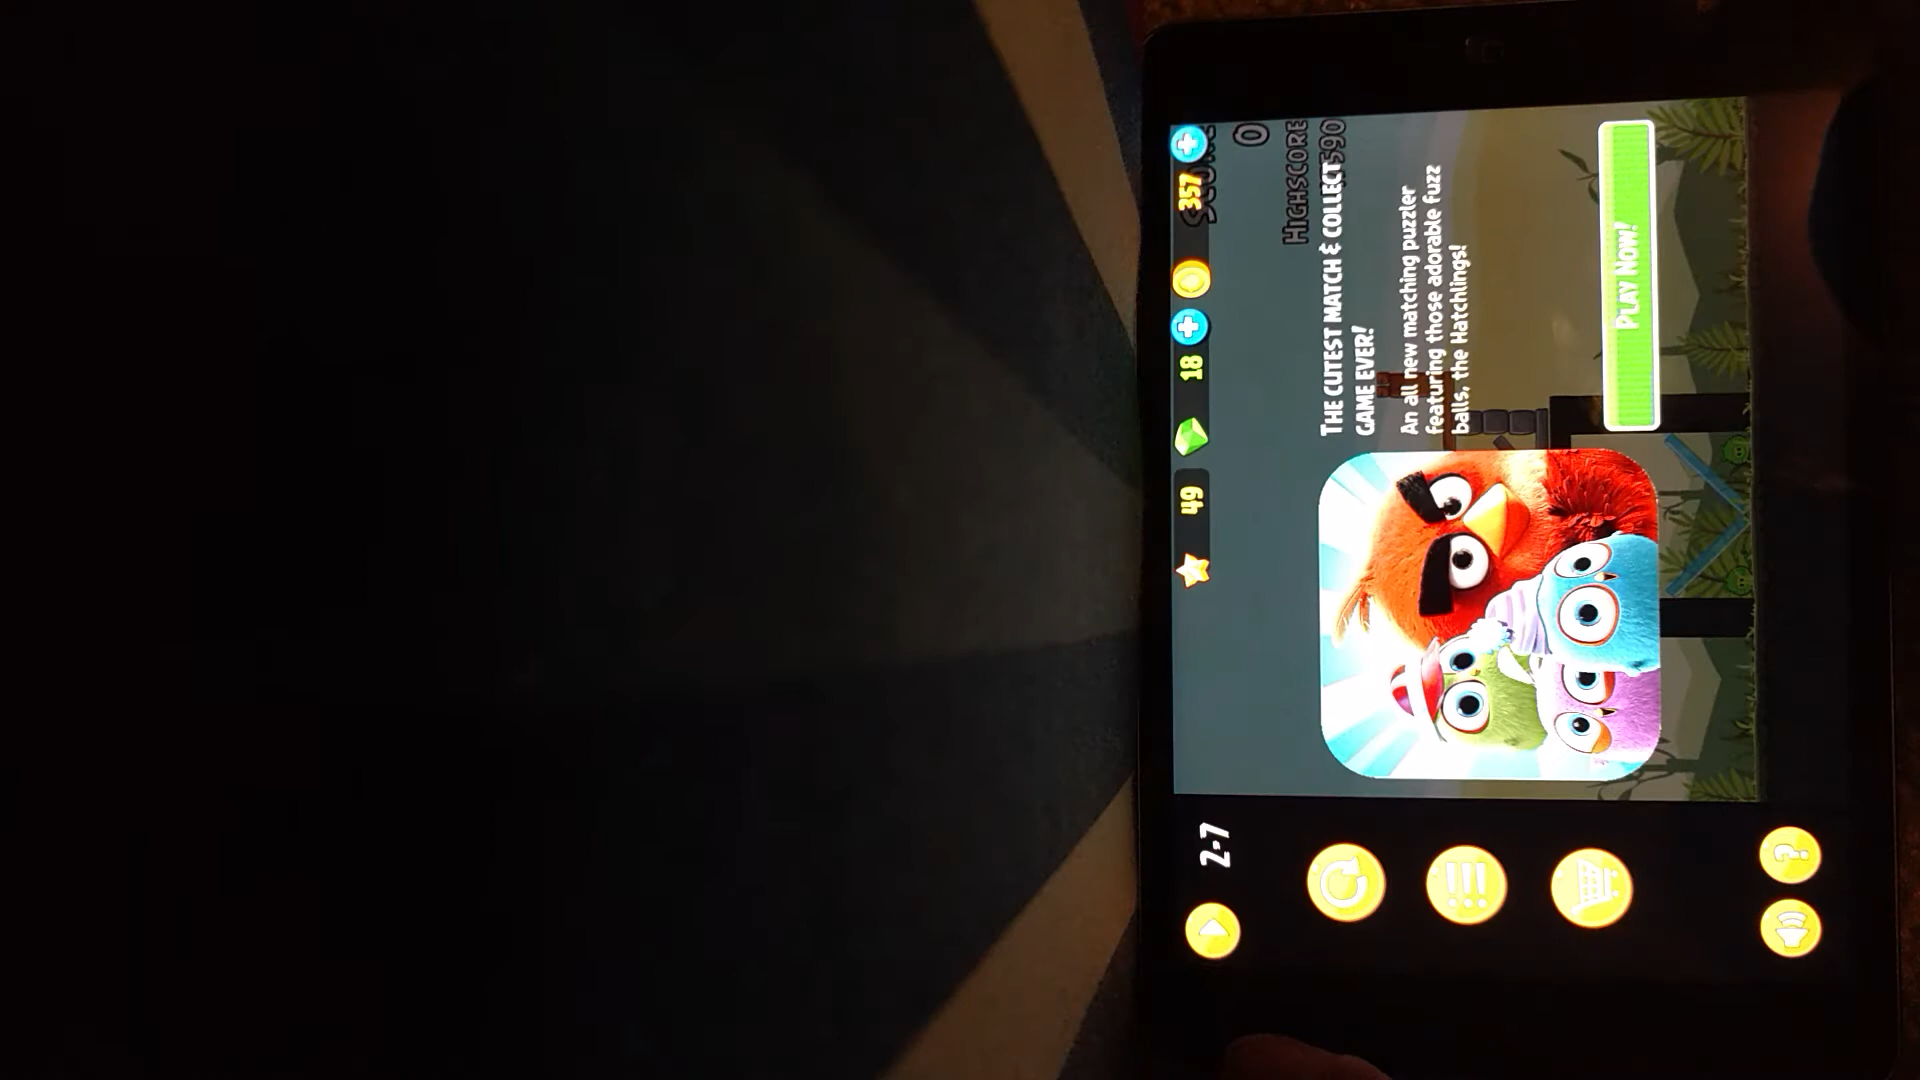 2-7
49
18
357
0
HIGHSCORE
590
THE CUTEST MATCH & COLLECT
GAME EVER!
An all new matching puzzler
featuring those adorable fuzz
balls, the Hatchlings!
PLAY NOW!
?